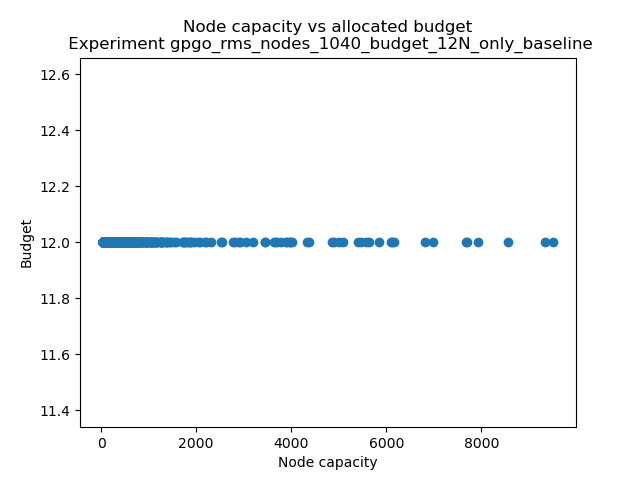 Node capacity vs allocated budget
Experiment gpgo_rms_nodes_1040_budget_12N_only_baseline
12.6
12.4
12.2
12.0
11.8
11.6
11.4
Budget
0 2000 4000 6000 8000
Node capacity